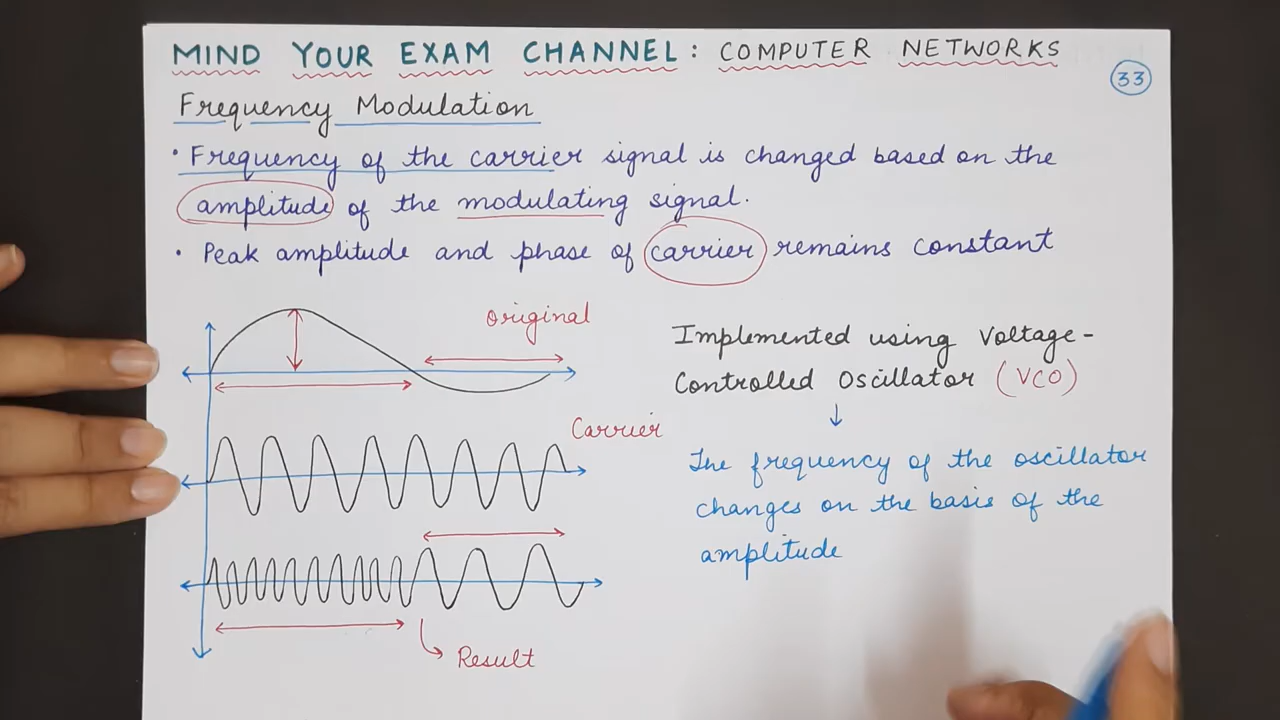 MIND YOUR EXAM CHANNEL: COMPUTER NETWORKS
33
Frequency Modulation
• Frequency of the carrier signal is changed based on the
amplitude of the modulating signal.
• Peak amplitude and phase of carrier remains constant
original
Carrier
Result
Implemented using Voltage-
Controlled Oscillator (VCO)
The frequency of the oscillator
changes on the basis of the
amplitude